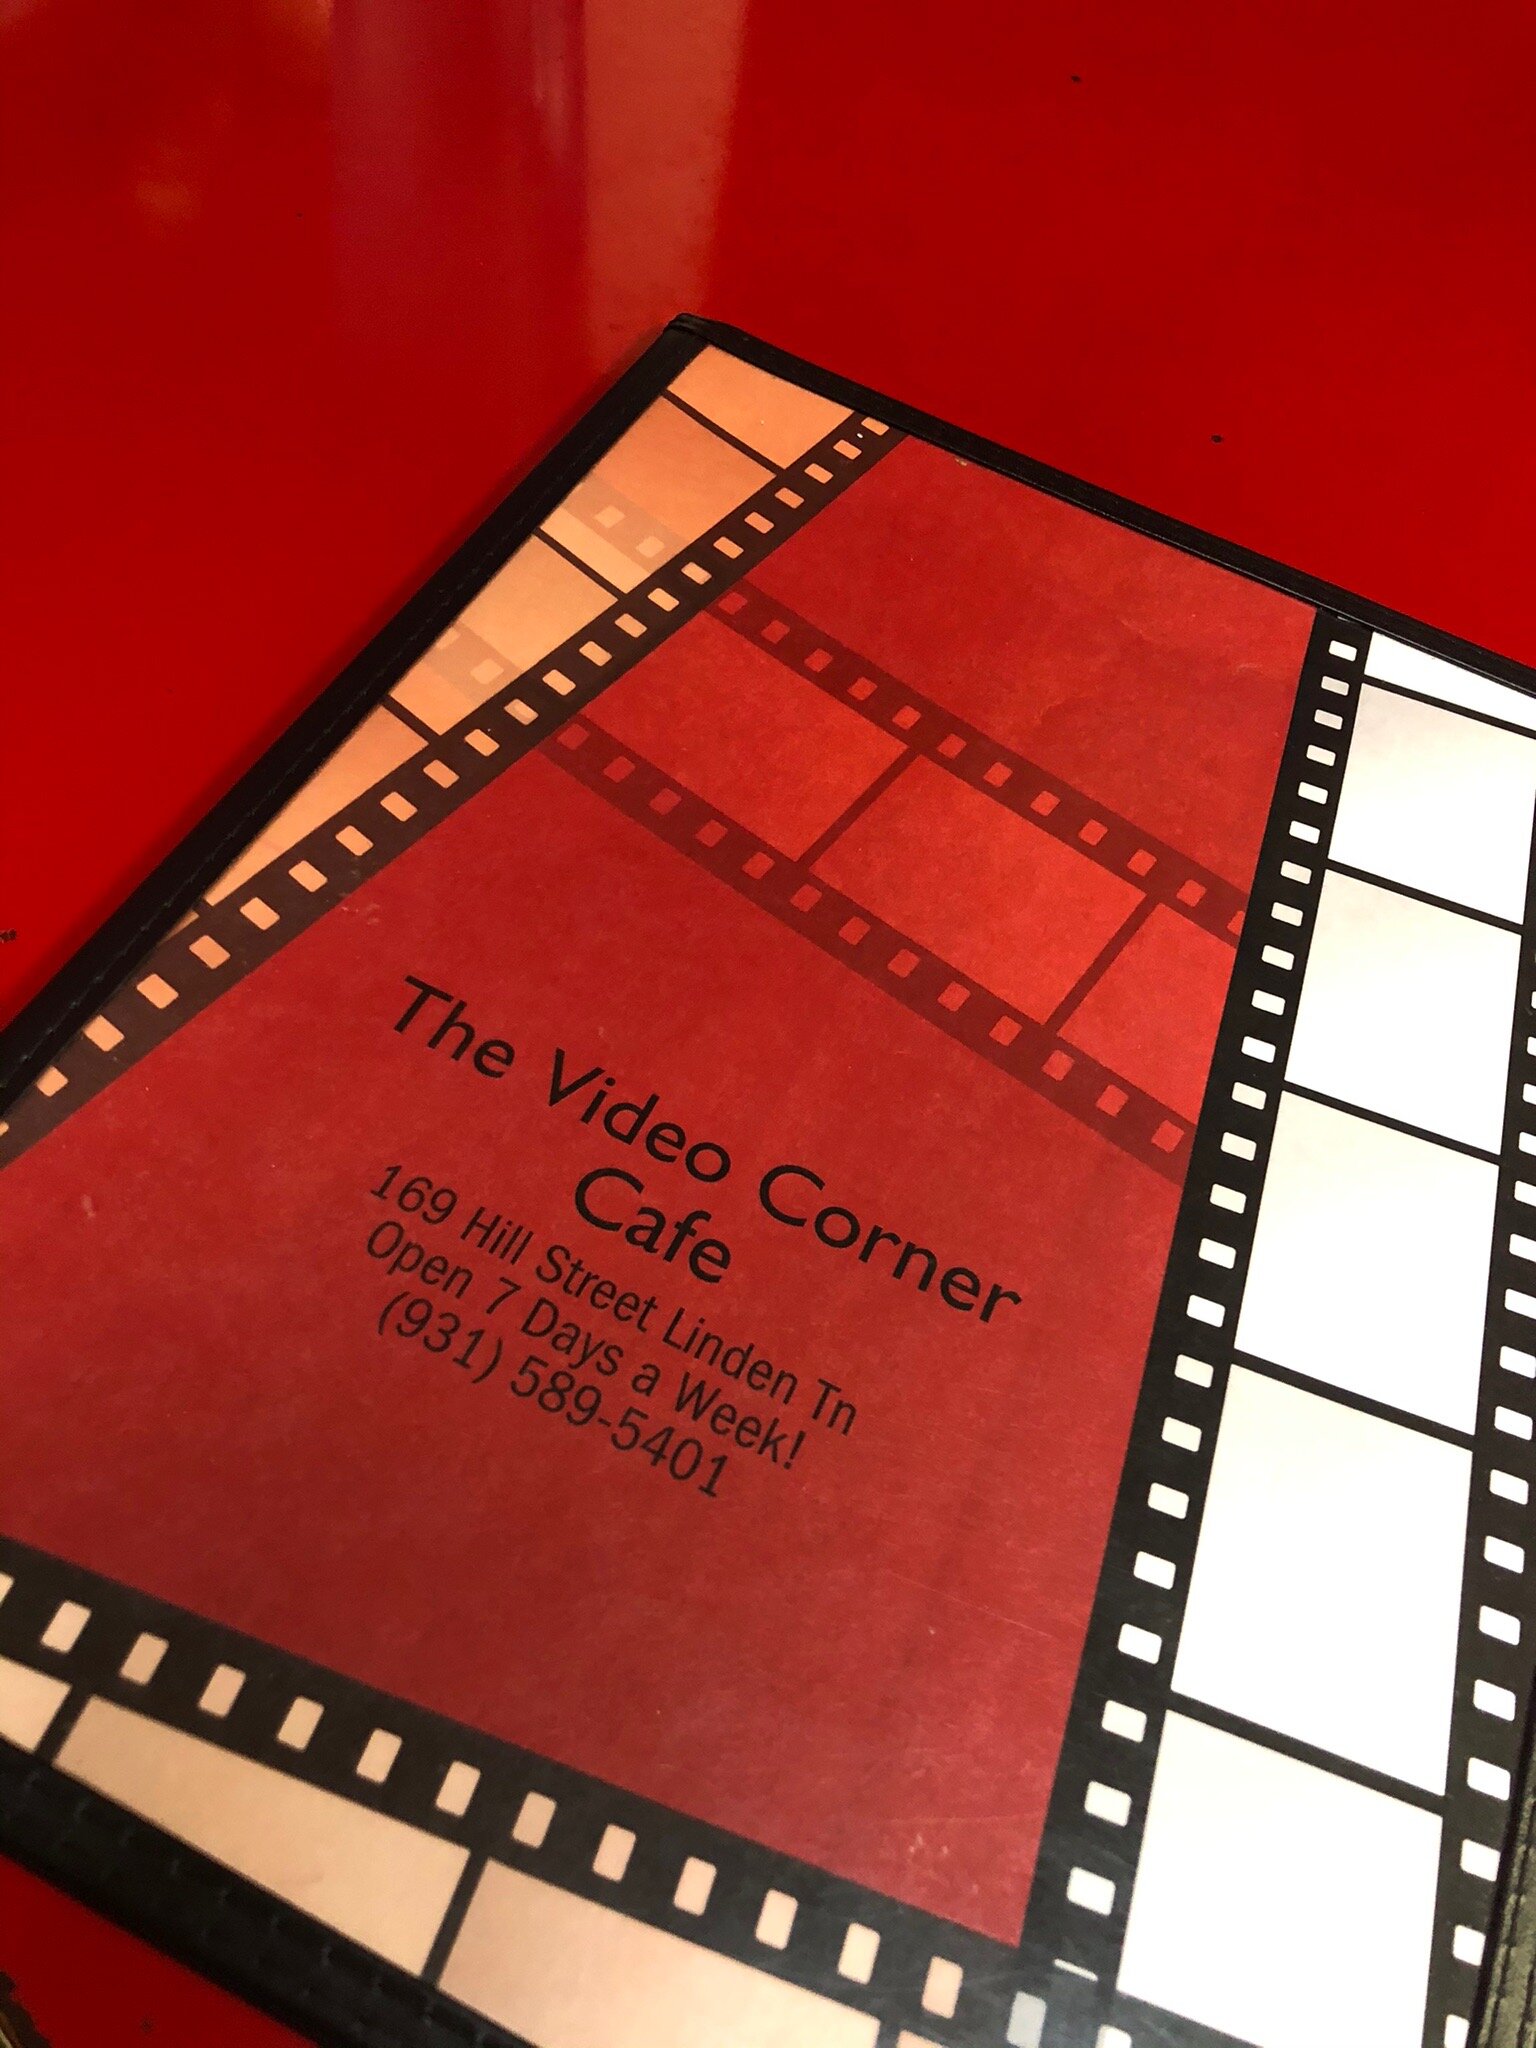 The Video Corner
Cafe
169 Hill Street Linden Tn
Open 7 Days a Week!
(931) 589-5401